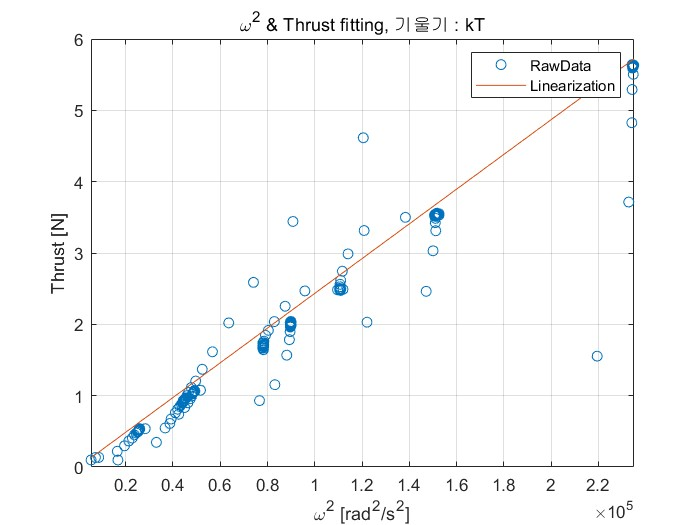 ω² & Thrust fitting, 기울기 : kT
6
5
4
3
2
1
0
Thrust [N]
RawData
Linearization
0.2 0.4 0.6 0.8 1 1.2 1.4 1.6 1.8 2 2.2
×10⁵
ω² [rad²/s²]